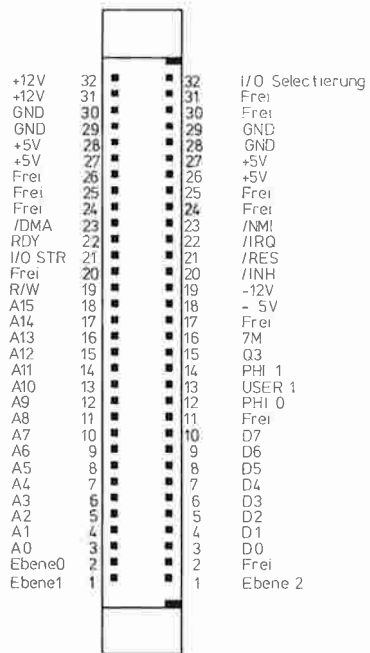 +12V 32 32 I/O Selectierung
+12V 31 31 Frei
GND 30 30 Frei
GND 29 29 GND
+5V 28 28 GND
+5V 27 27 +5V
Frei 26 26 +5V
Frei 25 25 Frei
Frei 24 24 Frei
/DMA 23 23 /NMI
RDY 22 22 /IRQ
I/O STR 21 21 /RES
Frei 20 20 /INH
R/W 19 19 -12V
A15 18 18 - 5V
A14 17 17 Frei
A13 16 16 7M
A12 15 15 Q3
A11 14 14 PHI 1
A10 13 13 USER 1
A9 12 12 PHI 0
A8 11 11 Frei
A7 10 10 D7
A6 9 9 D6
A5 8 8 D5
A4 7 7 D4
A3 6 6 D3
A2 5 5 D2
A1 4 4 D1
A0 3 3 D0
Ebene0 2 2 Frei
Ebene1 1 1 Ebene 2